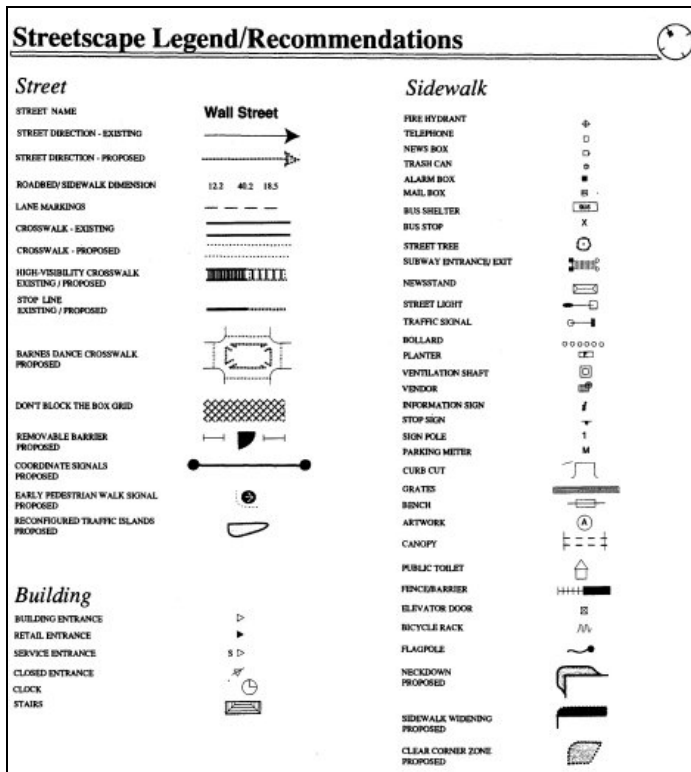 Streetscape Legend/Recommendations
Street
STREET NAME Wall Street
STREET DIRECTION - EXISTING
STREET DIRECTION - PROPOSED
ROADBED/ SIDEWALK DIMENSION 12.2 40.2 18.5
LANE MARKINGS
CROSSWALK - EXISTING
CROSSWALK - PROPOSED
HIGH-VISIBILITY CROSSWALK
EXISTING / PROPOSED
STOP LINE
EXISTING / PROPOSED
BARNES DANCE CROSSWALK
PROPOSED
DON'T BLOCK THE BOX GRID
REMOVABLE BARRIER
PROPOSED
COORDINATE SIGNALS
PROPOSED
EARLY PEDESTRIAN WALK SIGNAL
PROPOSED
RECONFIGURED TRAFFIC ISLANDS
PROPOSED
Building
BUILDING ENTRANCE
RETAIL ENTRANCE
SERVICE ENTRANCE S
CLOSED ENTRANCE
CLOCK
STAIRS
Sidewalk
FIRE HYDRANT
TELEPHONE
NEWS BOX
TRASH CAN
ALARM BOX
MAIL BOX
BUS SHELTER BUS
BUS STOP X
STREET TREE
SUBWAY ENTRANCE/ EXIT
NEWSSTAND
STREET LIGHT
TRAFFIC SIGNAL
BOLLARD
PLANTER P
VENTILATION SHAFT
VENDOR
INFORMATION SIGN i
STOP SIGN
SIGN POLE 1
PARKING METER M
CURB CUT
GRATES
BENCH
ARTWORK A
CANOPY
PUBLIC TOILET
FENCE/BARRIER
ELEVATOR DOOR
BICYCLE RACK
FLAGPOLE
NECKDOWN
PROPOSED
SIDEWALK WIDENING
PROPOSED
CLEAR CORNER ZONE
PROPOSED